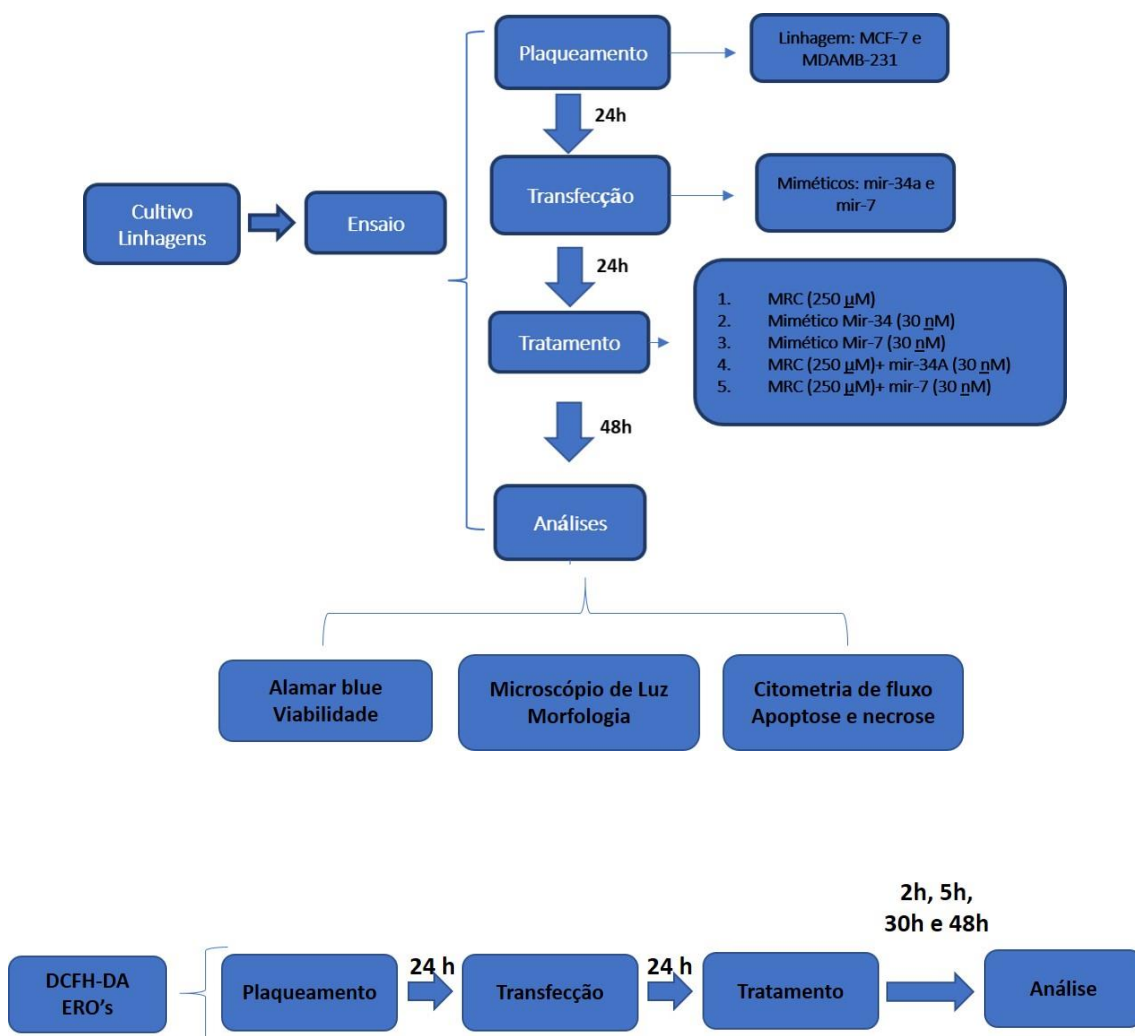 Plaqueamento
Linhagem: MCF-7 e
MDAMB-231
24h
Transfecção
Miméticos: mir-34a e
mir-7
Cultivo
Linhagens
Ensaio
24h
Tratamento
1. MRC (250 µM)
2. Mimético Mir-34 (30 nM)
3. Mimético Mir-7 (30 nM)
4. MRC (250 µM)+ mir-34A (30 nM)
5. MRC (250 µM)+ mir-7 (30 nM)
48h
Análises
Alamar blue
Viabilidade
Microscópio de Luz
Morfologia
Citometria de fluxo
Apoptose e necrose
DCFH-DA
ERO's
Plaqueamento
24 h
Transfecção
24 h
Tratamento
2h, 5h,
30h e 48h
Análise